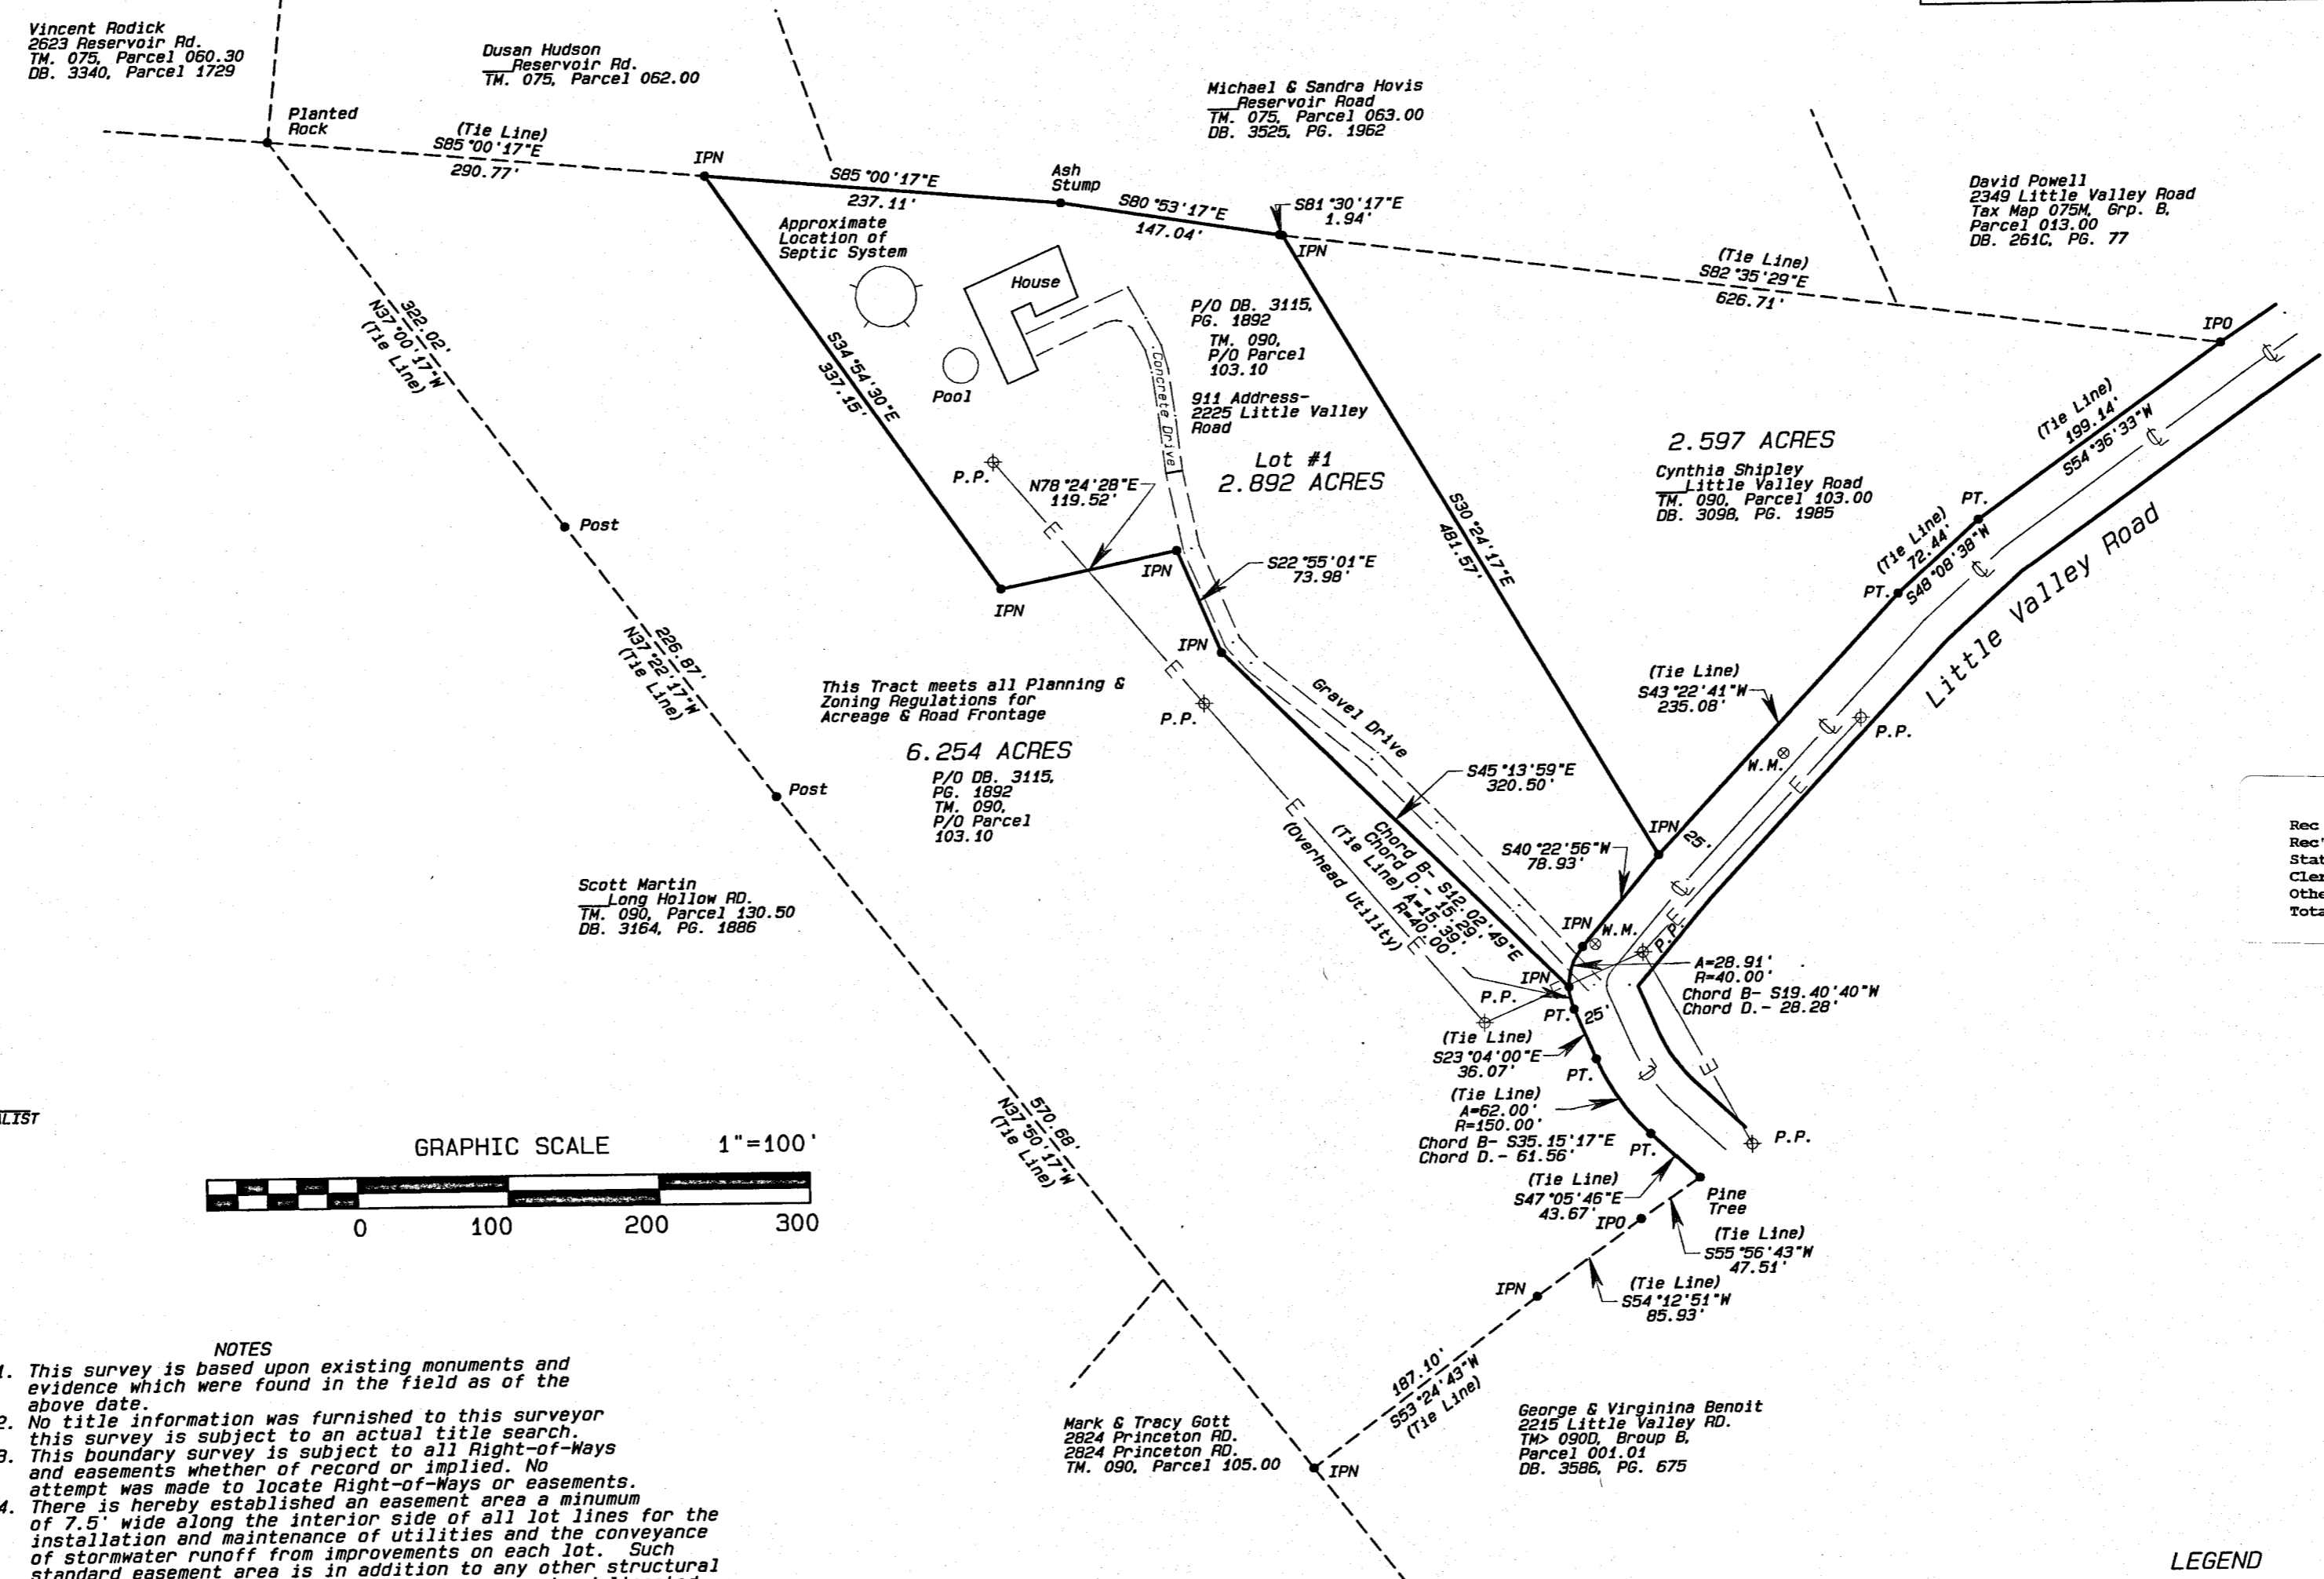 Vincent Rodick
2623 Reservoir Rd.
TM. 075, Parcel 060.30
DB. 3340, Parcel 1729
Dusan Hudson
___Reservoir Rd.
TM. 075, Parcel 062.00
Michael & Sandra Hovis
___Reservoir Road
TM. 075, Parcel 063.00
DB. 3525, PG. 1962
David Powell
2349 Little Valley Road
Tax Map 075M, Grp. B,
Parcel 013.00
DB. 261C, PG. 77
Planted
Rock
(Tie Line)
S85°00'17"E
290.77'
IPN
S85°00'17"E
237.11'
Ash
Stump
S80°53'17"E
147.04'
S81°30'17"E
1.94'
IPN
(Tie Line)
S82°35'29"E
626.71'
IPO
Approximate
Location of
Septic System
House
Pool
Concrete Drive
P/O DB. 3115,
PG. 1892
TM. 090,
P/O Parcel
103.10
911 Address-
2225 Little Valley
Road
Lot #1
2.892 ACRES
322.02'
N37°00'17"W
(Tie Line)
S34°54'30"E
337.15'
P.P.
N78°24'28"E
119.52'
E
IPN
IPN
S22°55'01"E
73.98'
IPN
S30°24'17"E
481.57'
2.597 ACRES
Cynthia Shipley
___Little Valley Road
TM. 090, Parcel 103.00
DB. 3098, PG. 1985
(Tie Line)
199.14'
S54°36'33"W
PT.
(Tie Line)
72.44'
S48°08'38"W
PT.
Little Valley Road
(Tie Line)
S43°22'41"W
235.08'
W.M.
P.P.
E
Post
226.87'
N37°22'17"W
(Tie Line)
Post
This Tract meets all Planning &
Zoning Regulations for
Acreage & Road Frontage
6.254 ACRES
P/O DB. 3115,
PG. 1892
TM. 090,
P/O Parcel
103.10
E
P.P.
E
(Overhead Utility)
E
Gravel Drive
S45°13'59"E
320.50'
Chord B- S12.02'49"E
Chord D.- 15.29'
(Tie Line) A=15.39'
R=40.00'
S40°22'56"W
78.93'
IPN
25'
IPN
W.M.
E
P.P.
IPN
E
P.P.
PT.
25'
A=28.91'
R=40.00'
Chord B- S19.40'40"W
Chord D.- 28.28'
(Tie Line)
S23°04'00"E
36.07'
PT.
E
(Tie Line)
A=62.00'
R=150.00'
Chord B- S35.15'17"E
Chord D.- 61.56'
PT.
P.P.
(Tie Line)
S47°05'46"E
43.67'
IPO
Pine
Tree
(Tie Line)
S55°56'43"W
47.51'
IPN
(Tie Line)
S54°12'51"W
85.93'
187.10'
S53°24'43"W
(Tie Line)
IPN
Scott Martin
___Long Hollow RD.
TM. 090, Parcel 130.50
DB. 3164, PG. 1886
570.68'
N37°50'17"W
(Tie Line)
Mark & Tracy Gott
2824 Princeton RD.
2824 Princeton RD.
TM. 090, Parcel 105.00
George & Virginina Benoit
2215 Little Valley RD.
TM> 090D, Broup B,
Parcel 001.01
DB. 3586, PG. 675
Rec
Rec'
Stat
Cler
Othe
Tota
ALIST
GRAPHIC SCALE 1"=100'
0 100 200 300
NOTES
1. This survey is based upon existing monuments and
evidence which were found in the field as of the
above date.
2. No title information was furnished to this surveyor
this survey is subject to an actual title search.
3. This boundary survey is subject to all Right-of-Ways
and easements whether of record or implied. No
attempt was made to locate Right-of-Ways or easements.
4. There is hereby established an easement area a minumum
of 7.5' wide along the interior side of all lot lines for the
installation and maintenance of utilities and the conveyance
of stormwater runoff from improvements on each lot. Such
standard easement area is in addition to any other structural
LEGEND